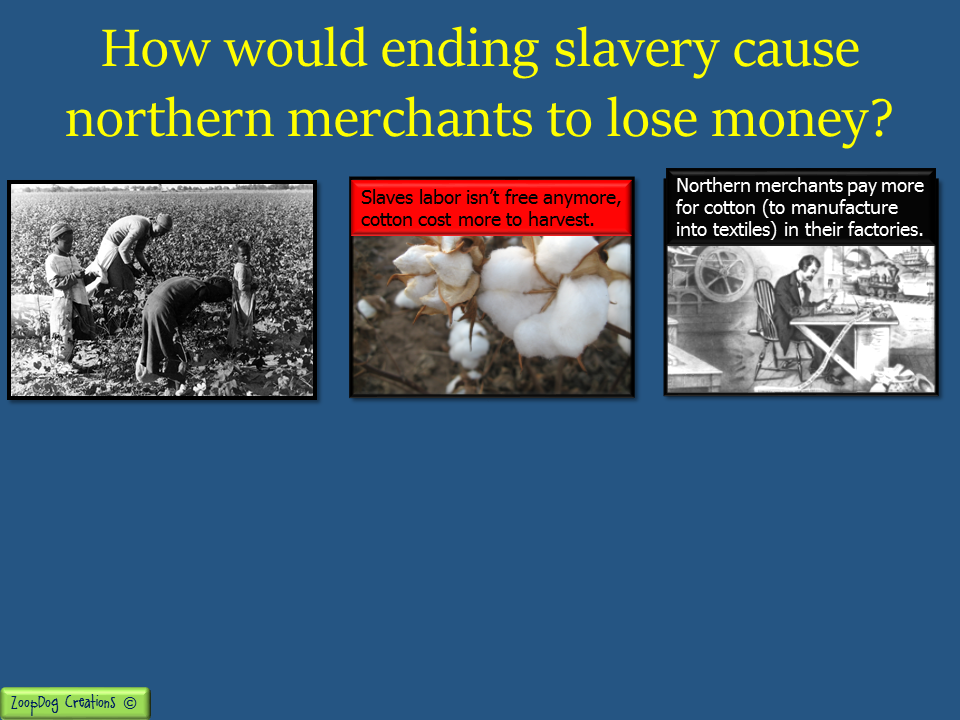 How would ending slavery cause
northern merchants to lose money?
Slaves labor isn’t free anymore,
cotton cost more to harvest.
Northern merchants pay more
for cotton (to manufacture
into textiles) in their factories.
ZoopDog Creations ©